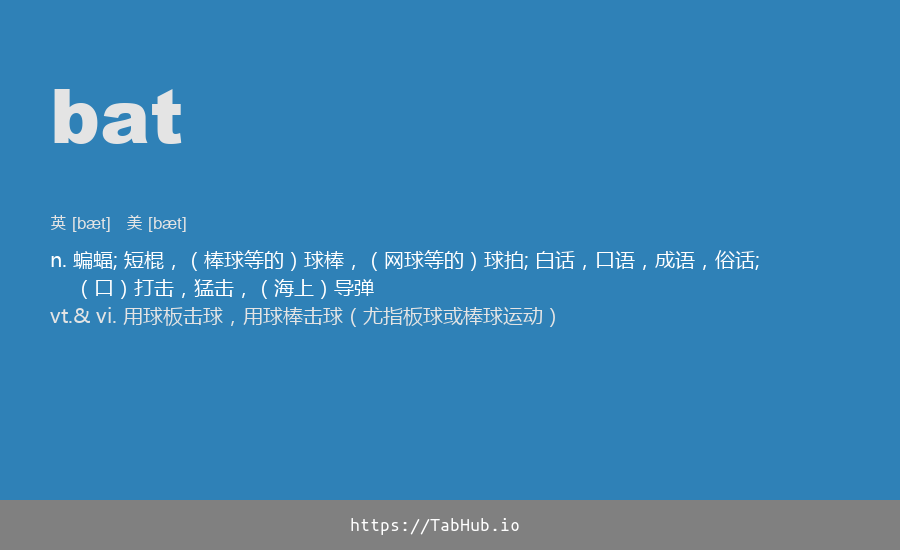 bat
英 [bæt] 美 [bæt]
n. 蝙蝠; 短棍，（棒球等的）球棒，（网球等的）球拍; 白话，口语，成语，俗话;
（口）打击，猛击，（海上）导弹
vt.& vi. 用球板击球，用球棒击球（尤指板球或棒球运动）
https://TabHub.io